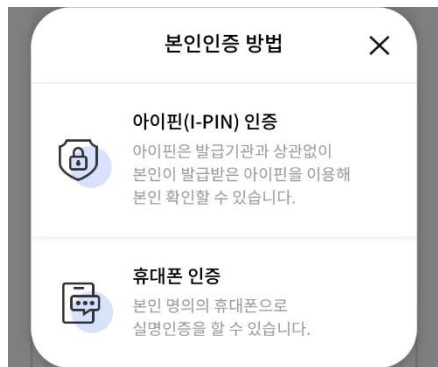 본인인증 방법
아이핀(I-PIN) 인증
아이핀은 발급기관과 상관없이
본인이 발급받은 아이핀을 이용해
본인 확인할 수 있습니다.
휴대폰 인증
본인 명의의 휴대폰으로
실명인증을 할 수 있습니다.